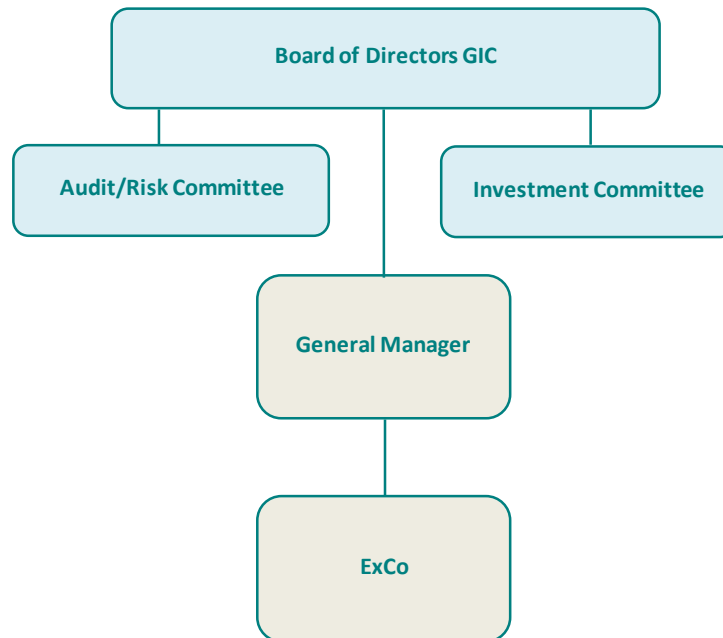 Board of Directors GIC
Audit/Risk Committee
Investment Committee
General Manager
ExCo